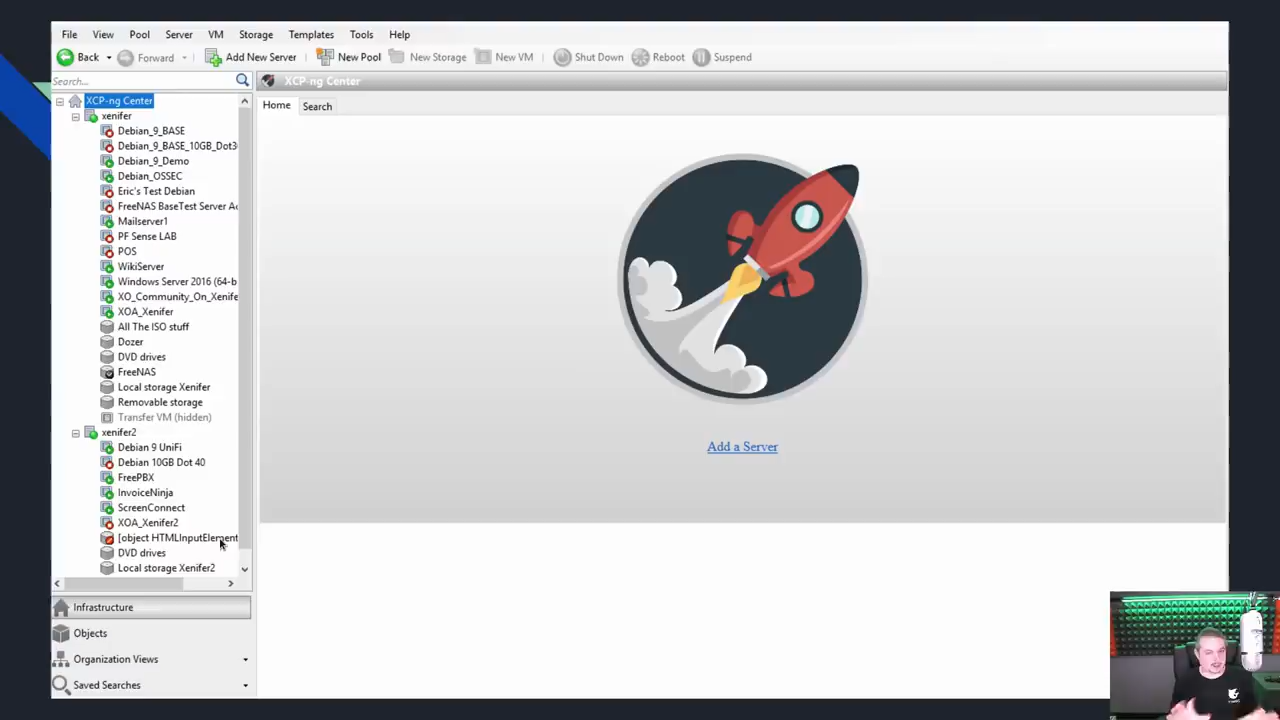 File View Pool Server VM Storage Templates Tools Help
Back Forward Add New Server New Pool New Storage New VM Shut Down Reboot Suspend
Search...
XCP-ng Center
Home Search
XCP-ng Center
xenifer
Debian_9_BASE
Debian_9_BASE_10GB_Dot3
Debian_9_Demo
Debian_OSSEC
Eric's Test Debian
FreeNAS BaseTest Server Ac
Mailserver1
PF Sense LAB
POS
WikiServer
Windows Server 2016 (64-b
XO_Community_On_Xenife
XOA_Xenifer
All The ISO stuff
Dozer
DVD drives
FreeNAS
Local storage Xenifer
Removable storage
Transfer VM (hidden)
xenifer2
Debian 9 UniFi
Debian 10GB Dot 40
FreePBX
InvoiceNinja
ScreenConnect
XOA_Xenifer2
[object HTMLInputElement
DVD drives
Local storage Xenifer2
Add a Server
Infrastructure
Objects
Organization Views
Saved Searches